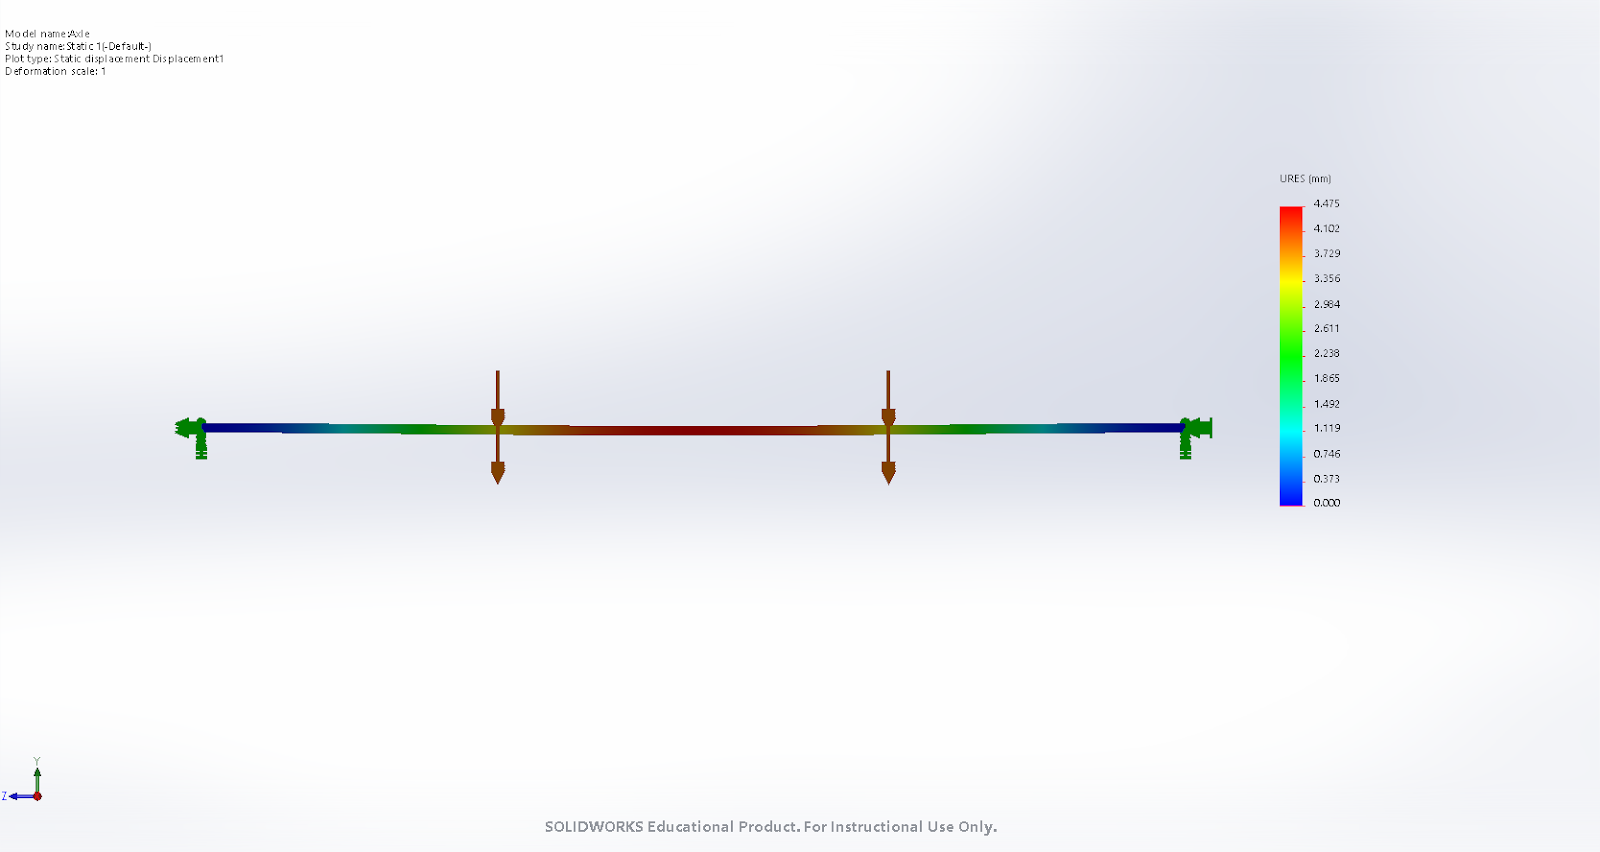 Model name:Axle
Study name:Static 1(-Default-)
Plot type: Static displacement Displacement1
Deformation scale: 1
URES (mm)
4.475
4.102
3.729
3.356
2.984
2.611
2.238
1.865
1.492
1.119
0.746
0.373
0.000
Y
Z
SOLIDWORKS Educational Product. For Instructional Use Only.